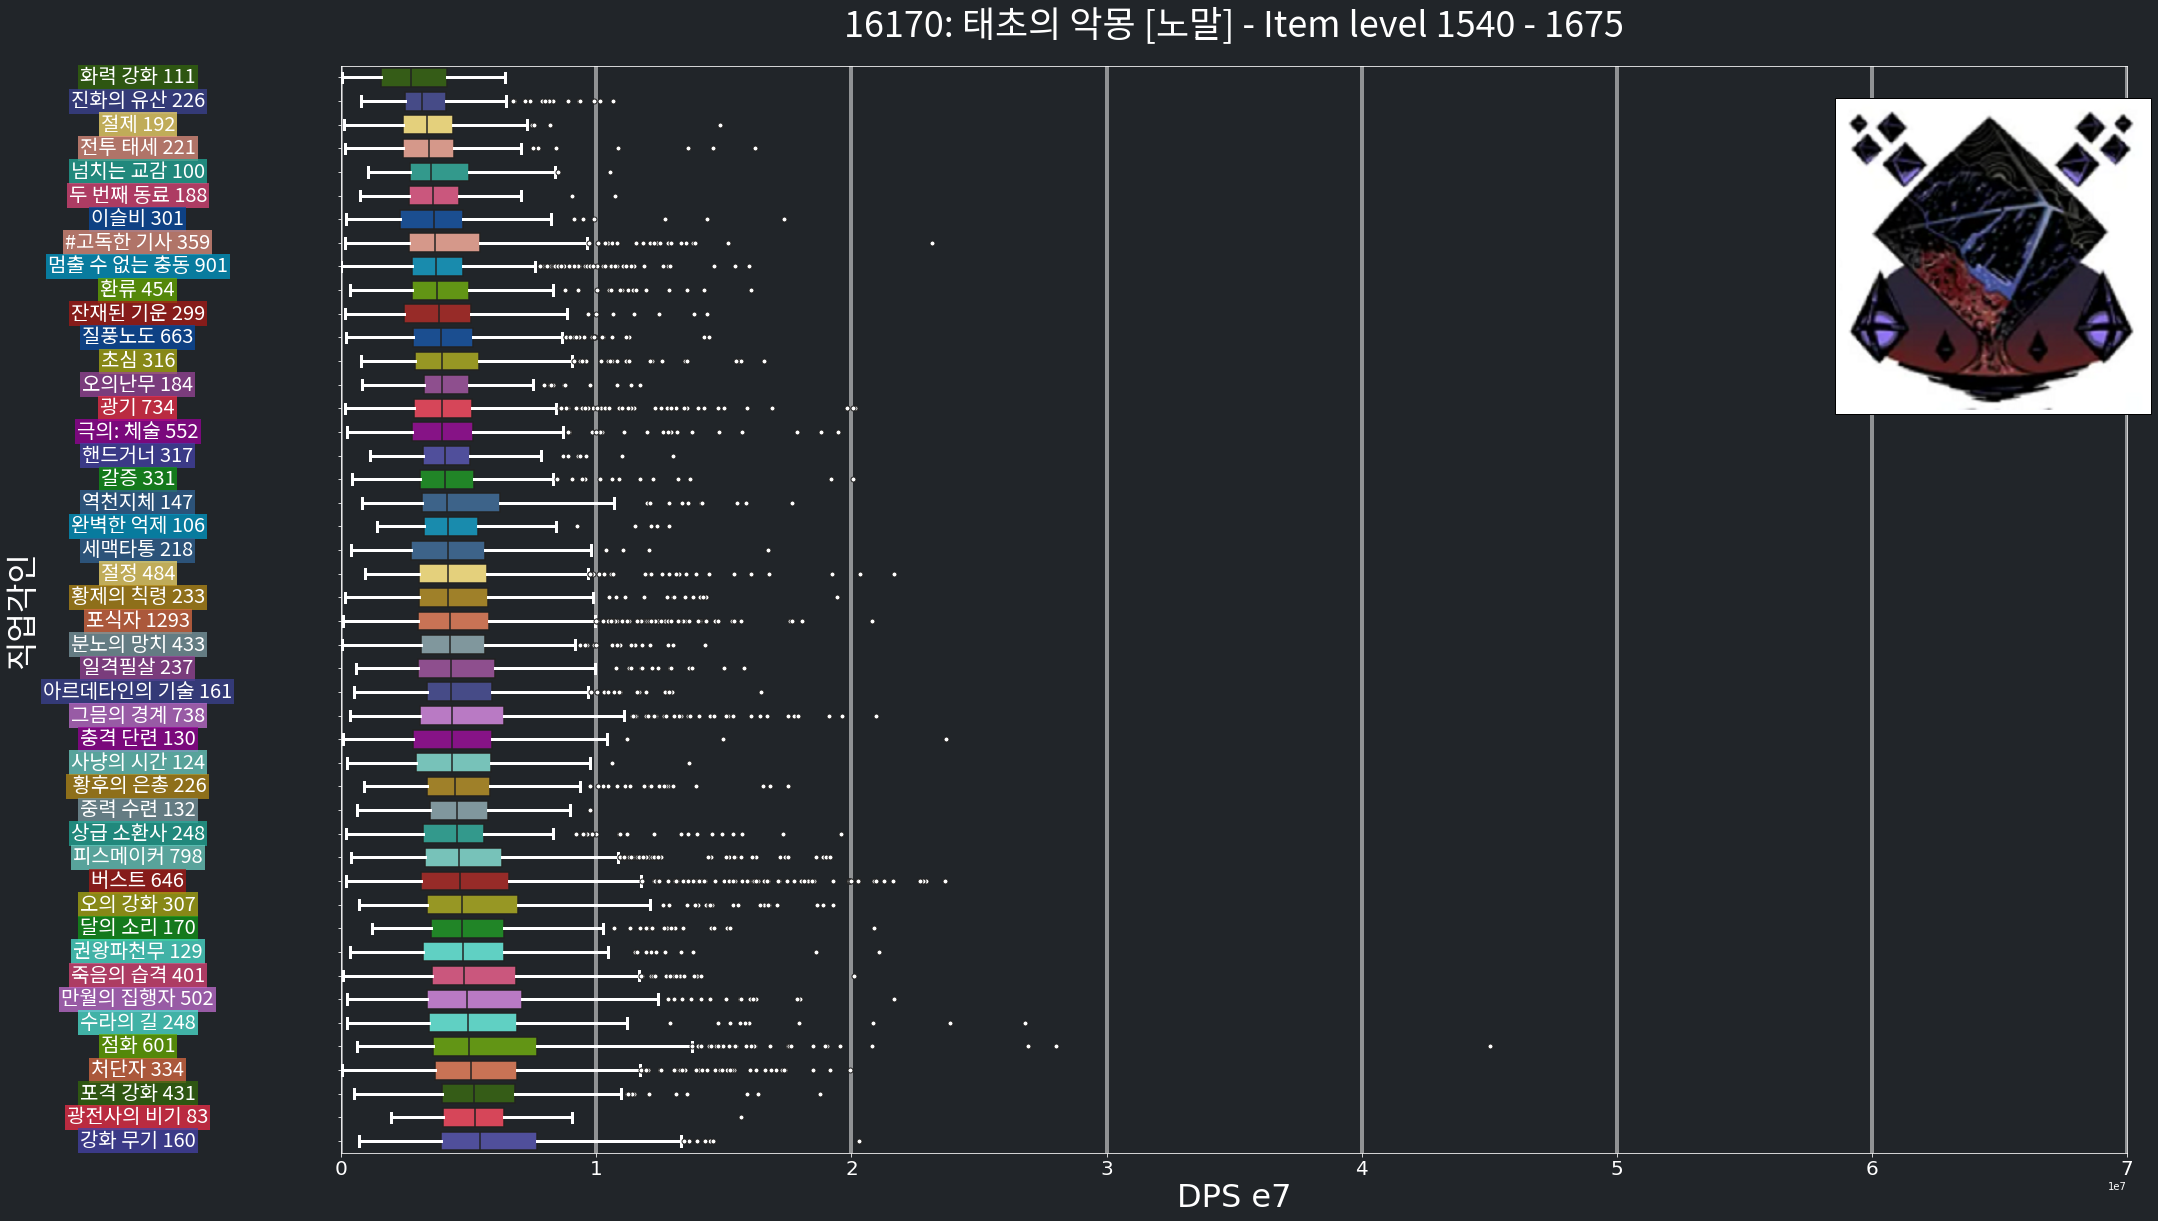 16170: 태초의 악몽 [노말] - Item level 1540 - 1675
직업각인
화력 강화 111
진화의 유산 226
절제 192
전투 태세 221
넘치는 교감 100
두 번째 동료 188
이슬비 301
#고독한 기사 359
멈출 수 없는 충동 901
환류 454
잔재된 기운 299
질풍노도 663
초심 316
오의난무 184
광기 734
극의: 체술 552
핸드거너 317
갈증 331
역천지체 147
완벽한 억제 106
세맥타통 218
절정 484
황제의 칙령 233
포식자 1293
분노의 망치 433
일격필살 237
아르데타인의 기술 161
그믐의 경계 738
충격 단련 130
사냥의 시간 124
황후의 은총 226
중력 수련 132
상급 소환사 248
피스메이커 798
버스트 646
오의 강화 307
달의 소리 170
권왕파천무 129
죽음의 습격 401
만월의 집행자 502
수라의 길 248
점화 601
처단자 334
포격 강화 431
광전사의 비기 83
강화 무기 160
0 1 2 3 4 5 6 7
1e7
DPS e7